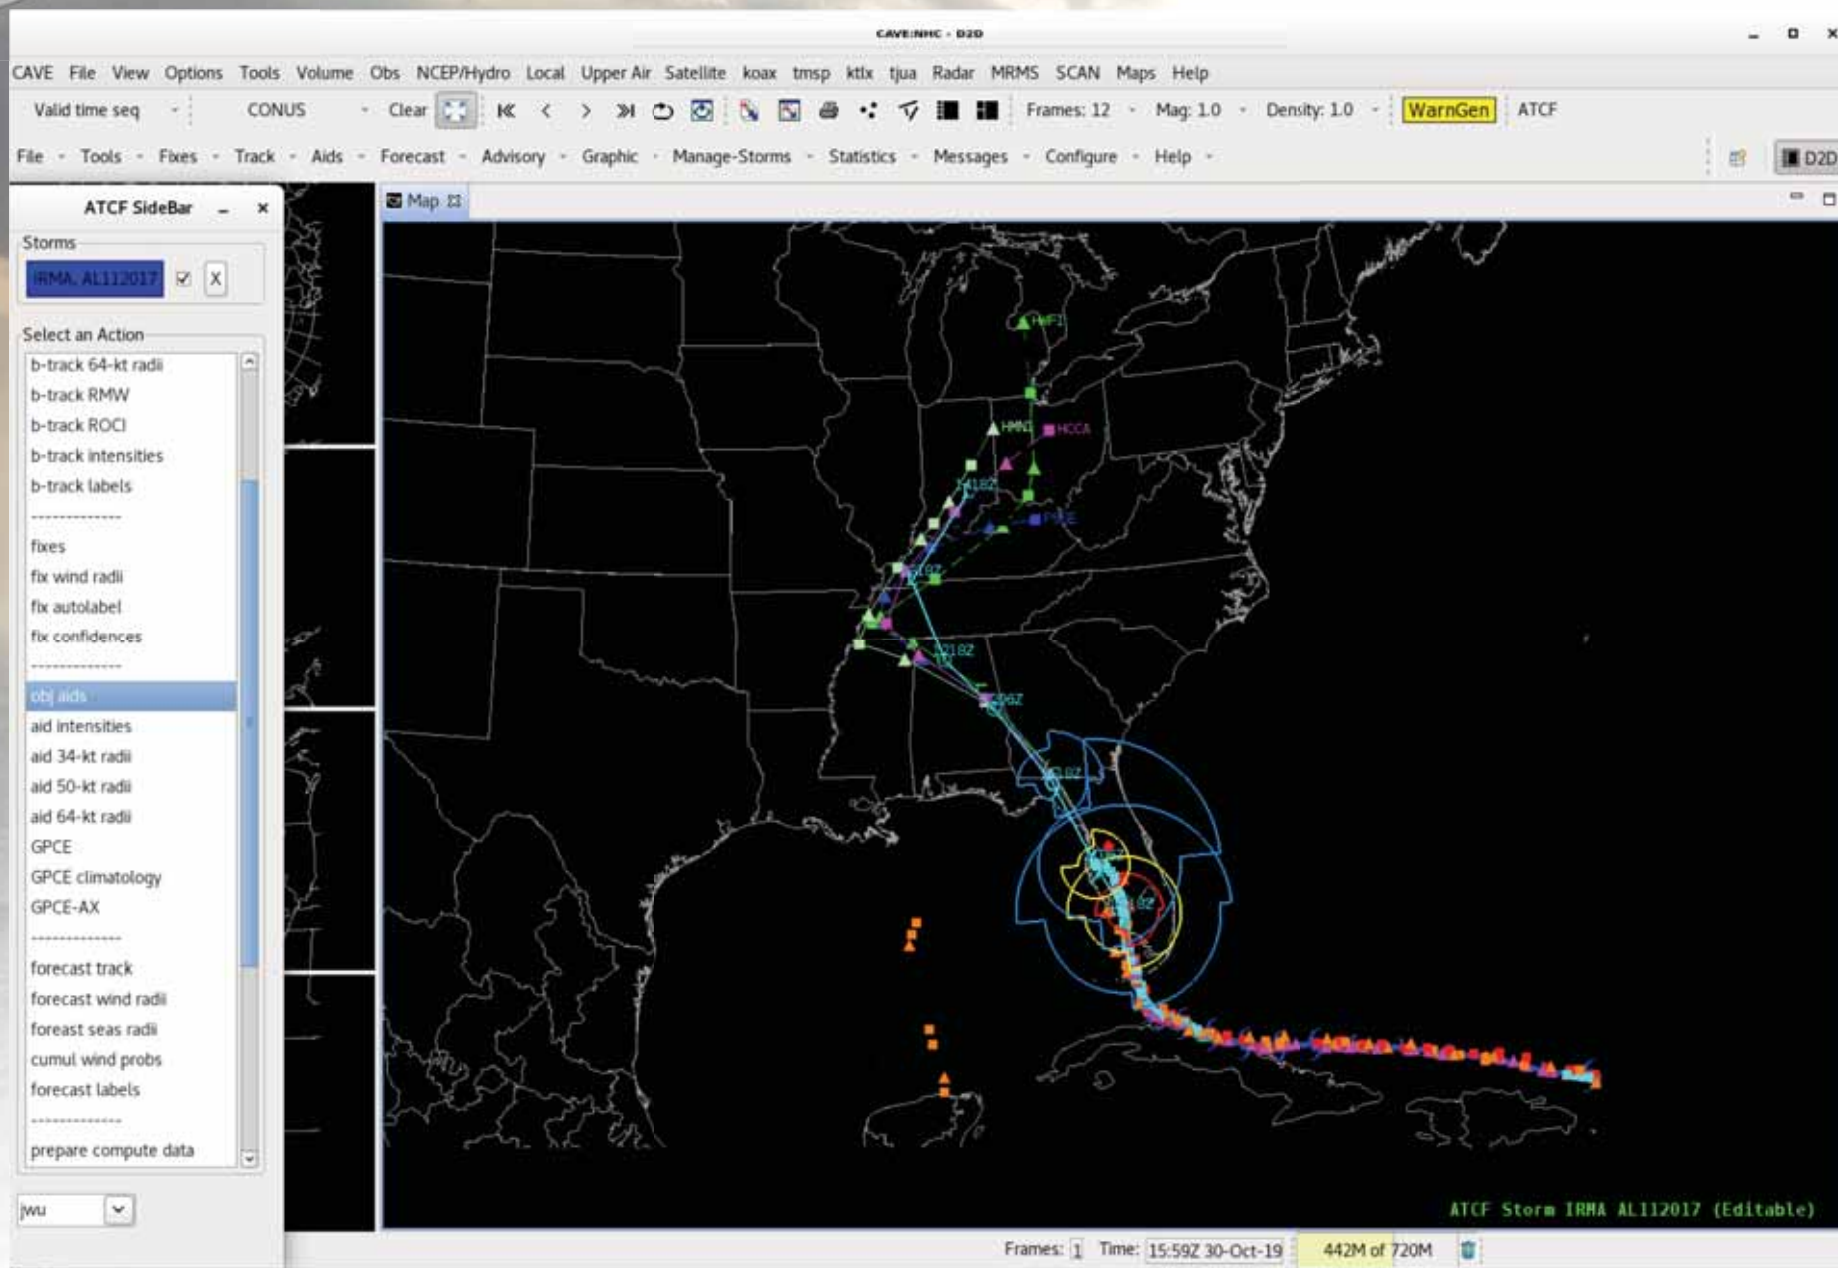 CAVE:NHC - D2D
CAVE File View Options Tools Volume Obs NCEP/Hydro Local Upper Air Satellite koax tmsp ktlx tjua Radar MRMS SCAN Maps Help
Valid time seq CONUS Clear Frames: 12 Mag: 1.0 Density: 1.0 WarnGen ATCF
File Tools Fixes Track Aids Forecast Advisory Graphic Manage-Storms Statistics Messages Configure Help D2D
ATCF SideBar
Map
Storms
IRMA, AL112017 X
Select an Action
b-track 64-kt radii
b-track RMW
b-track ROCI
b-track intensities
b-track labels
-------------
fixes
fix wind radii
fix autolabel
fix confidences
-------------
obj aids
aid intensities
aid 34-kt radii
aid 50-kt radii
aid 64-kt radii
GPCE
GPCE climatology
GPCE-AX
-------------
forecast track
forecast wind radii
foreast seas radii
cumul wind probs
forecast labels
-------------
prepare compute data
jwu
HWFI
HMNI HCCA
ATCF Storm IRMA AL112017 (Editable)
Frames: 1 Time: 15:59Z 30-Oct-19 442M of 720M